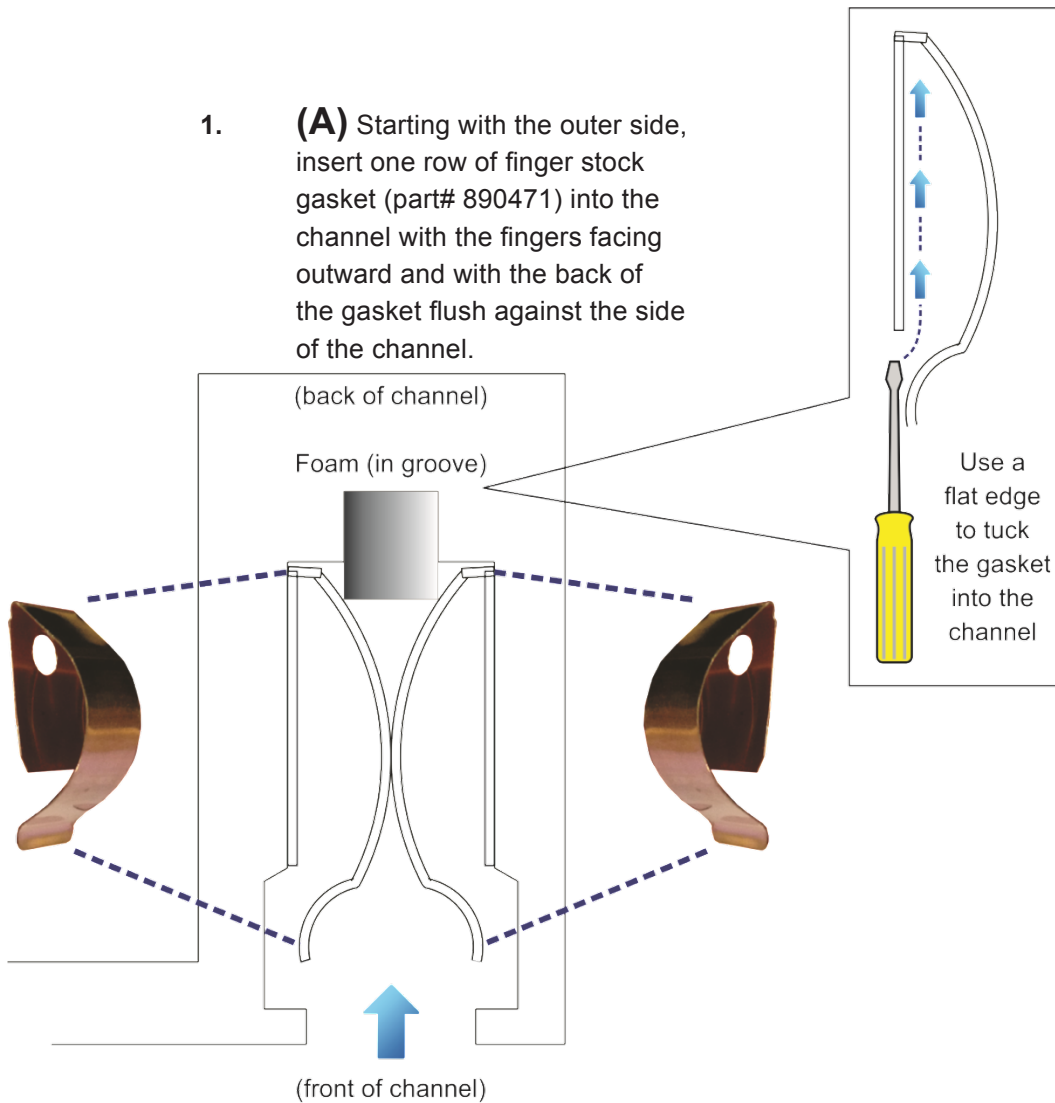 1. (A) Starting with the outer side,
insert one row of finger stock
gasket (part# 890471) into the
channel with the fingers facing
outward and with the back of
the gasket flush against the side
of the channel.
(back of channel)
Foam (in groove)
Use a
flat edge
to tuck
the gasket
into the
channel
(front of channel)